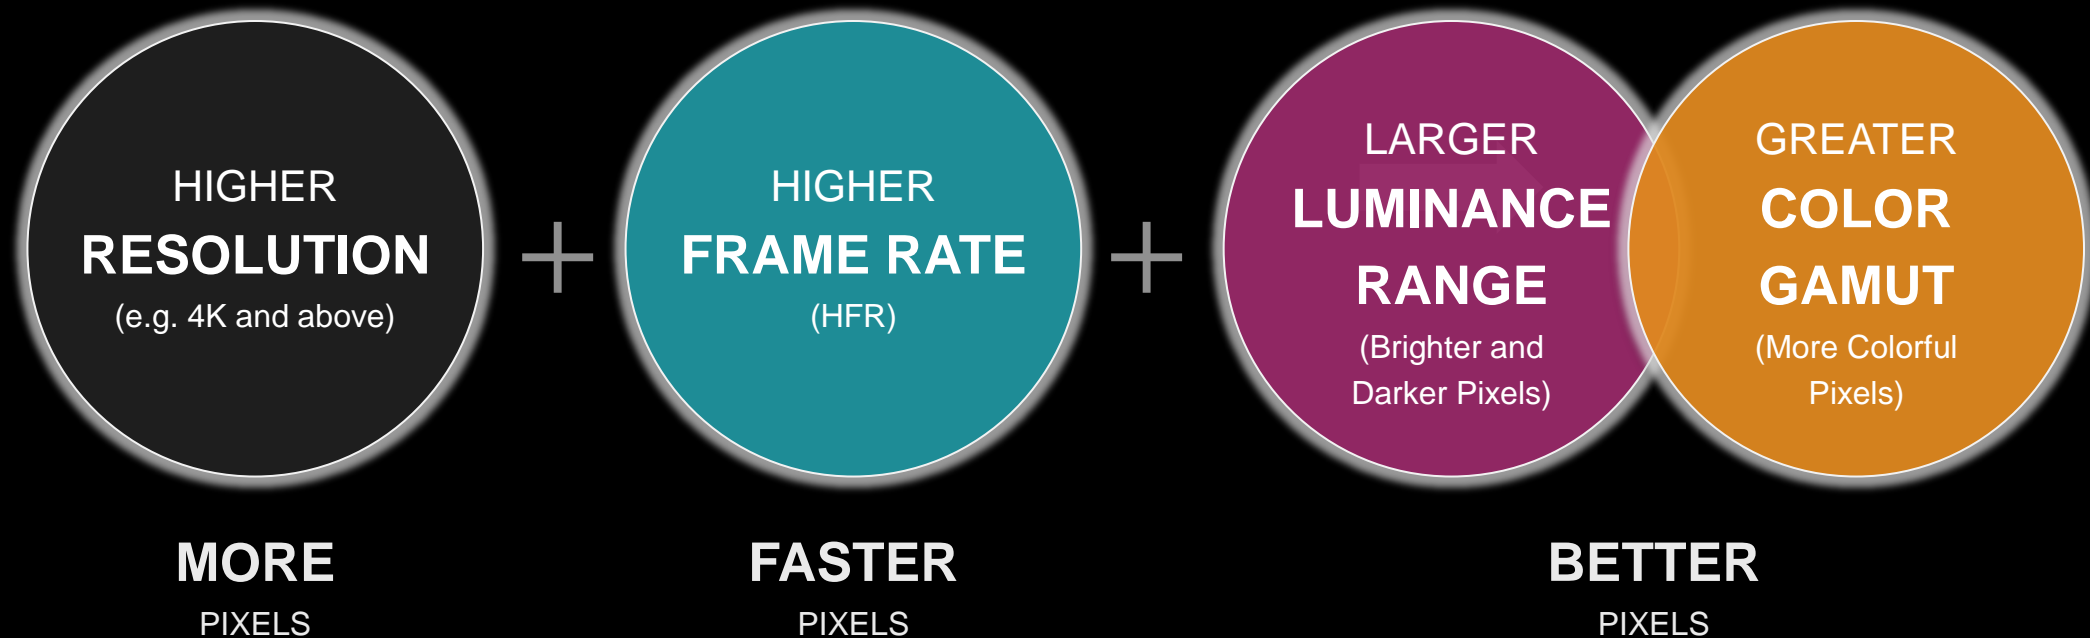 HIGHER
RESOLUTION
(e.g. 4K and above)
MORE
PIXELS
HIGHER
FRAME RATE
(HFR)
FASTER
PIXELS
LARGER
LUMINANCE
RANGE
(Brighter and
Darker Pixels)
GREATER
COLOR
GAMUT
(More Colorful
Pixels)
BETTER
PIXELS